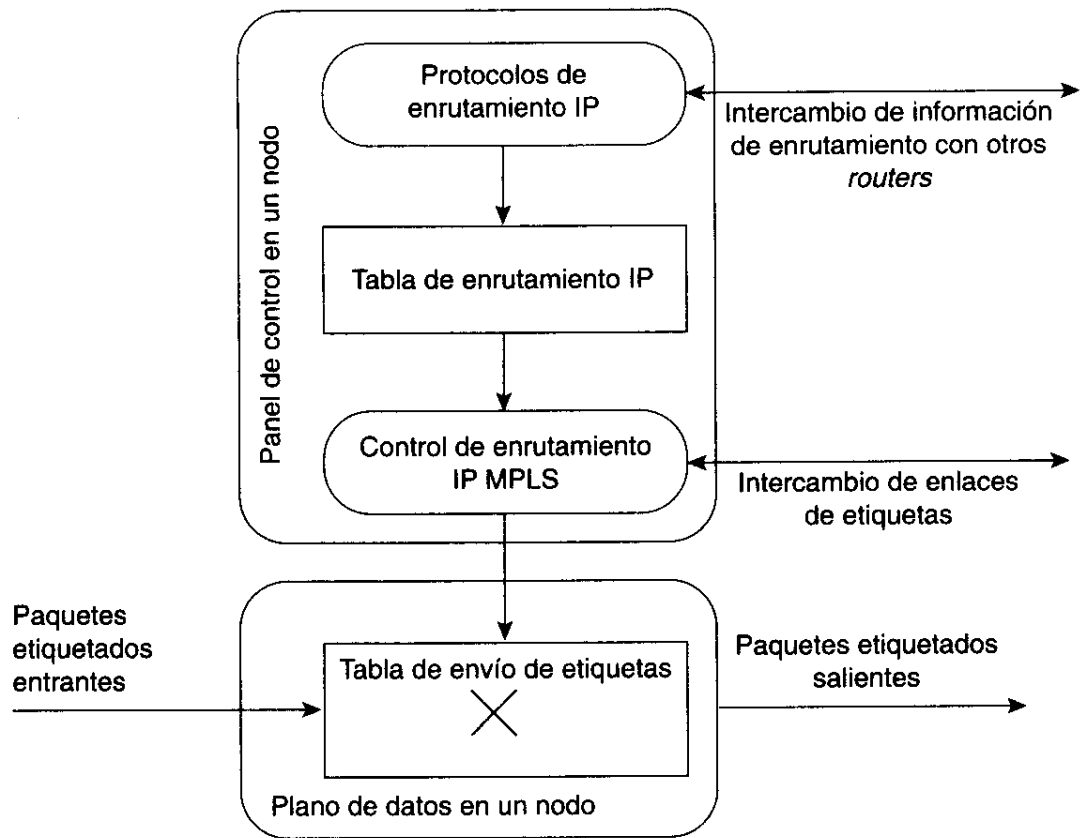 Protocolos de
enrutamiento IP
Intercambio de información
de enrutamiento con otros
routers
Panel de control en un nodo
Tabla de enrutamiento IP
Control de enrutamiento
IP MPLS
Intercambio de enlaces
de etiquetas
Paquetes
etiquetados
entrantes
Tabla de envío de etiquetas
Paquetes etiquetados
salientes
Plano de datos en un nodo